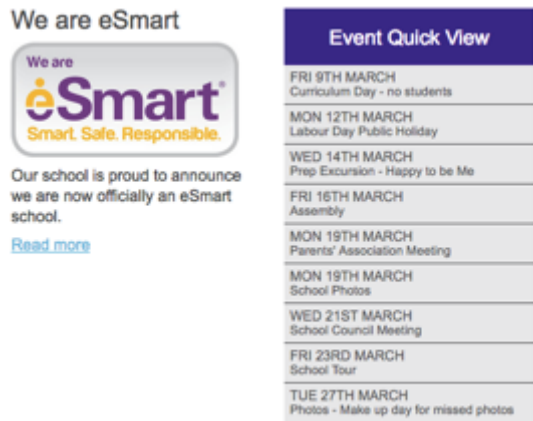 We are eSmart
We are
eSmart
Smart. Safe. Responsible.
Our school is proud to announce
we are now officially an eSmart
school.
Read more
Event Quick View
FRI 9TH MARCH
Curriculum Day - no students
MON 12TH MARCH
Labour Day Public Holiday
WED 14TH MARCH
Prep Excursion - Happy to be Me
FRI 16TH MARCH
Assembly
MON 19TH MARCH
Parents' Association Meeting
MON 19TH MARCH
School Photos
WED 21ST MARCH
School Council Meeting
FRI 23RD MARCH
School Tour
TUE 27TH MARCH
Photos - Make up day for missed photos